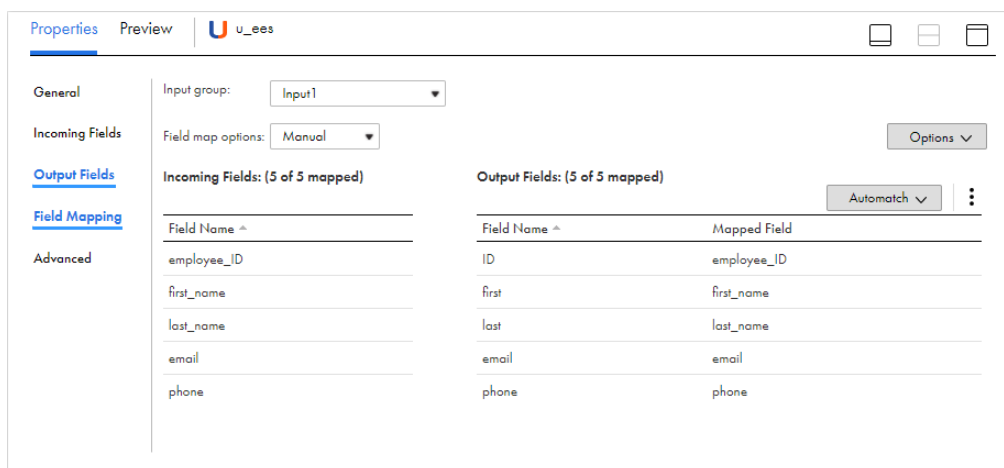 Properties Preview u_ees
General
Incoming Fields
Output Fields
Field Mapping
Advanced
Input group: Input1
Field map options: Manual
Options
Incoming Fields: (5 of 5 mapped)
Output Fields: (5 of 5 mapped)
Automatch
Field Name
Field Name Mapped Field
employee_ID
ID employee_ID
first_name
first first_name
last_name
last last_name
email
email email
phone
phone phone